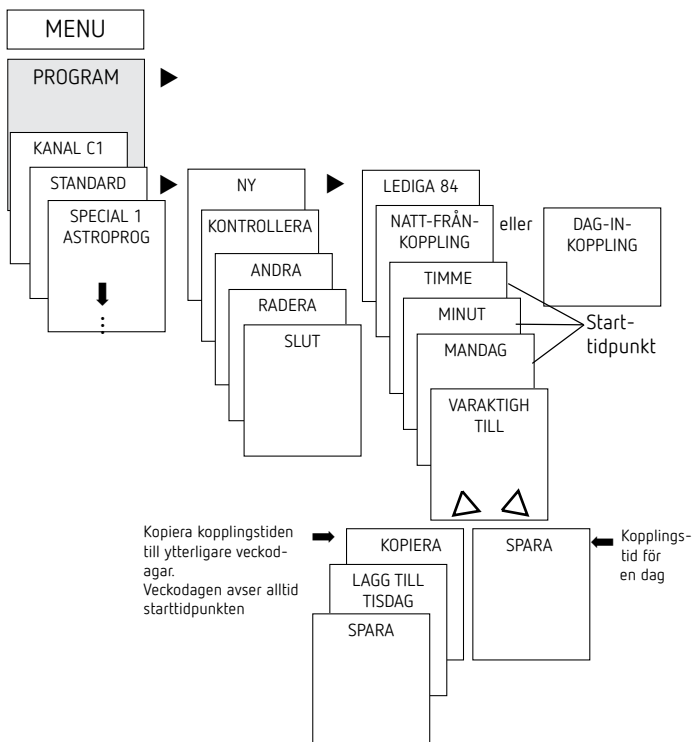 MENU
PROGRAM
KANAL C1
STANDARD
SPECIAL 1
ASTROPROG
NY
KONTROLLERA
ANDRA
RADERA
SLUT
LEDIGA 84
NATT-FRÅN-
KOPPLING
eller
DAG-IN-
KOPPLING
TIMME
MINUT
MANDAG
Start-
tidpunkt
VARAKTIGH
TILL
Kopiera kopplingstiden
till ytterligare veckod-
agar.
Veckodagen avser alltid
starttidpunkten
KOPIERA
LAGG TILL
TISDAG
SPARA
SPARA
Kopplings-
tid för
en dag